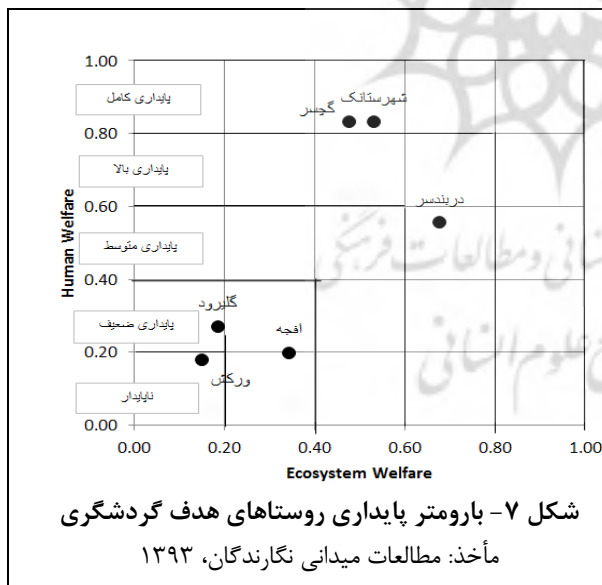 1.00
پایداری کامل
گچسر شهرستانک
0.80
پایداری بالا
0.60
دربندسر
پایداری متوسط
Human Welfare
0.40
گلیرود
افجه
پایداری ضعیف
0.20
ورکش
ناپایدار
0.00
0.00 0.20 0.40 0.60 0.80 1.00
Ecosystem Welfare
شکل ۷- بارومتر پایداری روستاهای هدف گردشگری
مأخذ: مطالعات میدانی نگارندگان، ۱۳۹۳